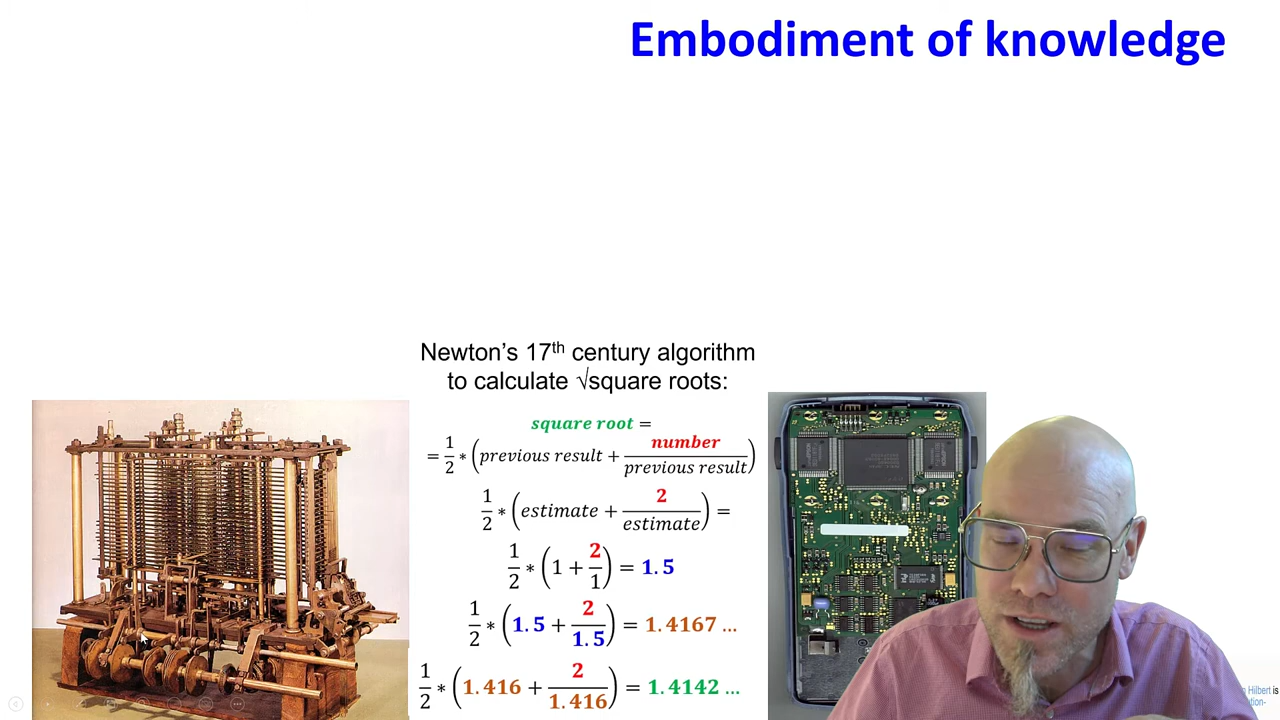 Embodiment of knowledge
Newton's 17th century algorithm
to calculate √square roots:
square root =
= 1/2 * (previous result + number/previous result)
1/2 * (estimate + 2/estimate) =
1/2 * (1 + 2/1) = 1.5
1/2 * (1.5 + 2/1.5) = 1.4167 ...
1/2 * (1.416 + 2/1.416) = 1.4142 ...
Hilbert is